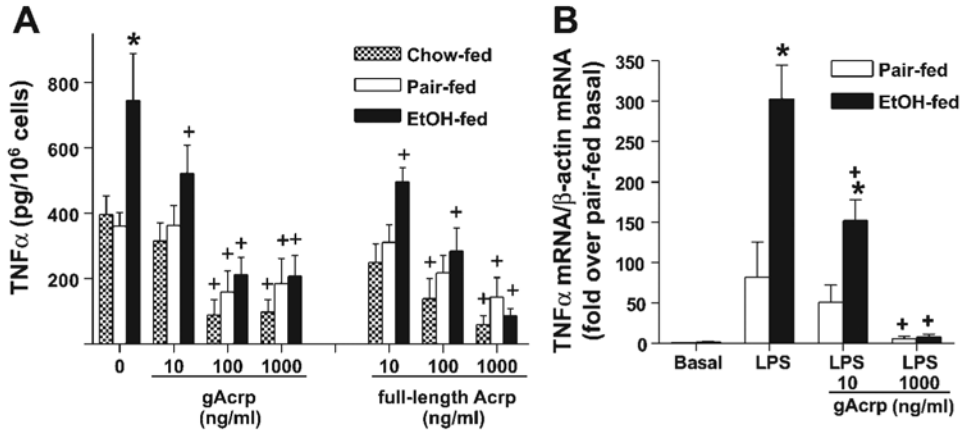 A
TNFα (pg/10⁶ cells)
800
600
400
200
*
+
+ + +
+ + +
+
+ +
+ + +
Chow-fed
Pair-fed
EtOH-fed
0 10 100 1000 10 100 1000
gAcrp
(ng/ml)
full-length Acrp
(ng/ml)
B
TNFα mRNA/β-actin mRNA
(fold over pair-fed basal)
350
300
250
200
150
100
50
0
*
+
*
+ +
Pair-fed
EtOH-fed
Basal LPS LPS LPS
10 1000
gAcrp (ng/ml)